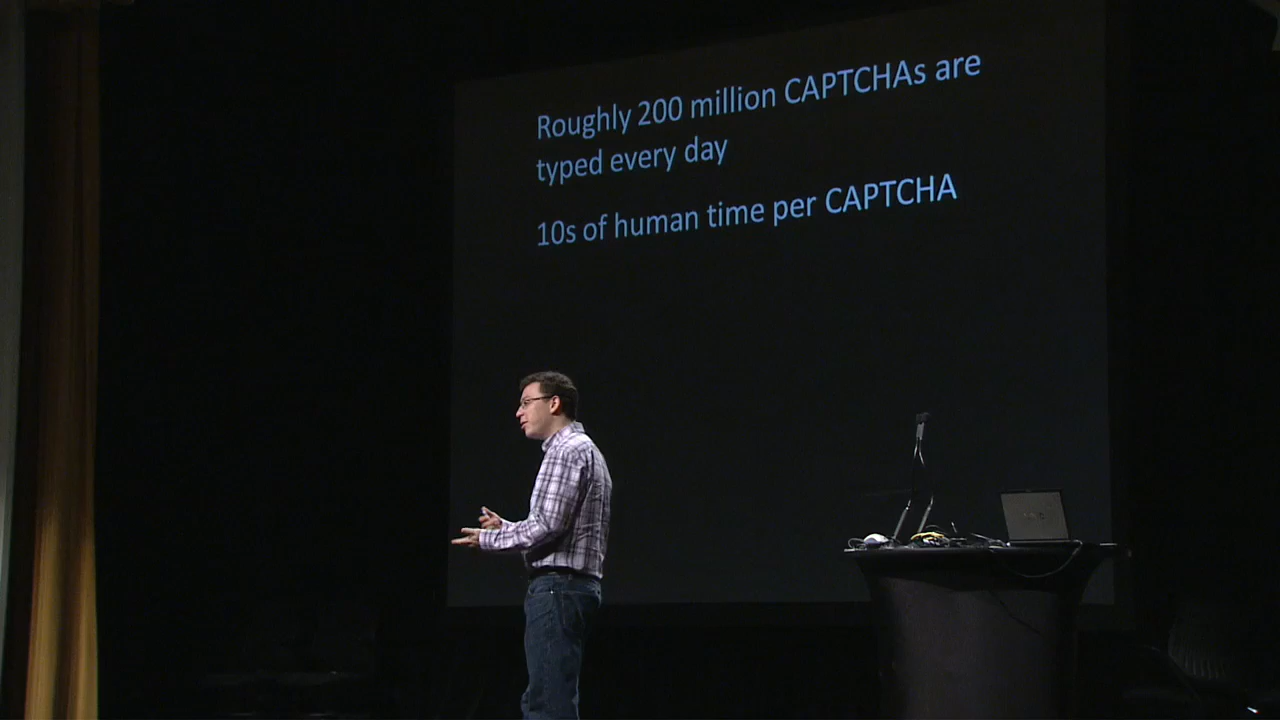 Roughly 200 million CAPTCHAs are
typed every day
10s of human time per CAPTCHA